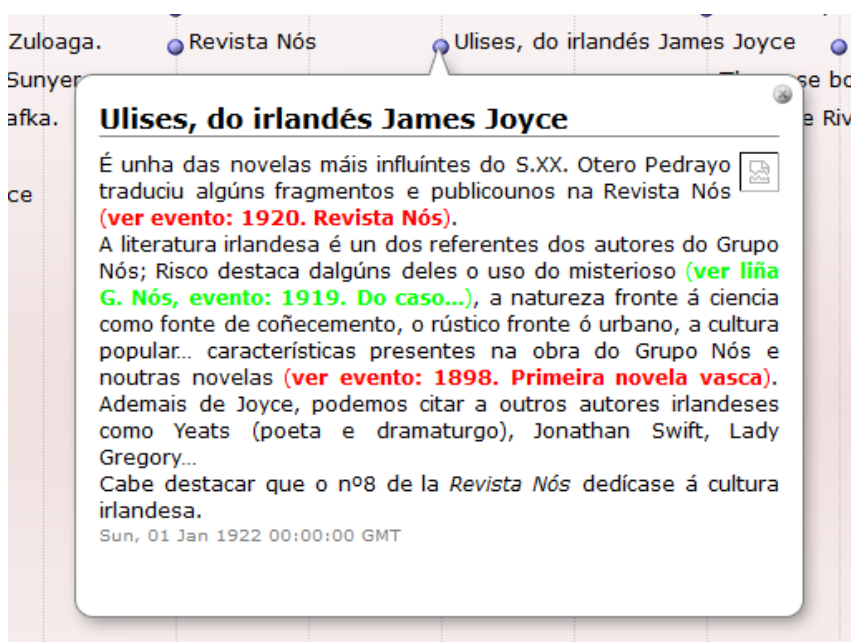 Zuloaga.
Revista Nós
Ulises, do irlandés James Joyce
Sunyer
se bo
afka.
e Riv
ce
Ulises, do irlandés James Joyce
É unha das novelas máis influíntes do S.XX. Otero Pedrayo
traduciu algúns fragmentos e publicounos na Revista Nós
(ver evento: 1920. Revista Nós).
A literatura irlandesa é un dos referentes dos autores do Grupo
Nós; Risco destaca dalgúns deles o uso do misterioso (ver liña
G. Nós, evento: 1919. Do caso...), a natureza fronte á ciencia
como fonte de coñecemento, o rústico fronte ó urbano, a cultura
popular... características presentes na obra do Grupo Nós e
noutras novelas (ver evento: 1898. Primeira novela vasca).
Ademais de Joyce, podemos citar a outros autores irlandeses
como Yeats (poeta e dramaturgo), Jonathan Swift, Lady
Gregory...
Cabe destacar que o nº8 de la Revista Nós dedícase á cultura
irlandesa.
Sun, 01 Jan 1922 00:00:00 GMT